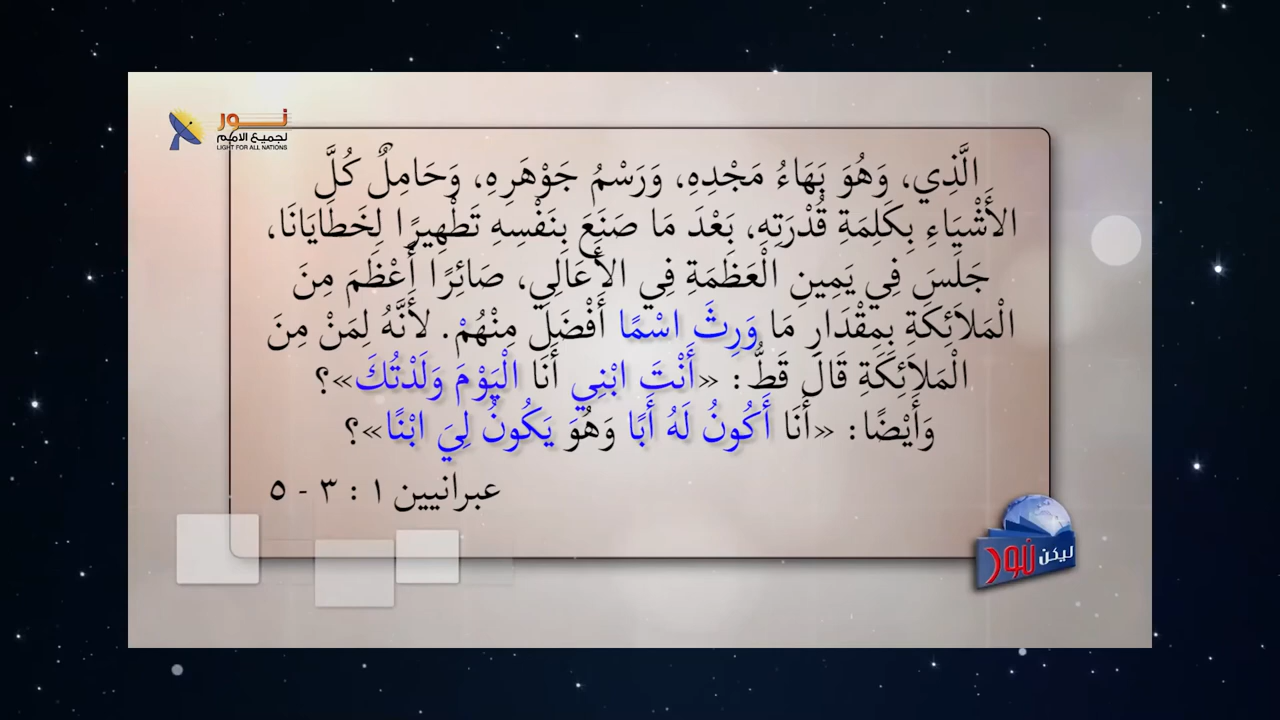 نور
لجميع الامم
LIGHT FOR ALL NATIONS
الَّذِي، وَهُوَ بَهَاءُ مَجْدِهِ، وَرَسْمُ جَوْهَرِهِ، وَحَامِلٌ كُلَّ
الأَشْيَاءِ بِكَلِمَةِ قُدْرَتِهِ، بَعْدَ مَا صَنَعَ بِنَفْسِهِ تَطْهِيرًا لِخَطَايَانَا،
جَلَسَ فِي يَمِينِ الْعَظَمَةِ فِي الأَعَالِي، صَائِرًا أَعْظَمَ مِنَ
الْمَلاَئِكَةِ بِمِقْدَارِ مَا وَرِثَ اسْمًا أَفْضَلَ مِنْهُمْ. لأَنَّهُ لِمَنْ مِنَ
الْمَلاَئِكَةِ قَالَ قَطُّ: «أَنْتَ ابْنِي أَنَا الْيَوْمَ وَلَدْتُكَ»؟
وَأَيْضًا: «أَنَا أَكُونُ لَهُ أَبًا وَهُوَ يَكُونُ لِيَ ابْنًا»؟
عبرانيين ١ : ٣ - ٥
ليكن نور